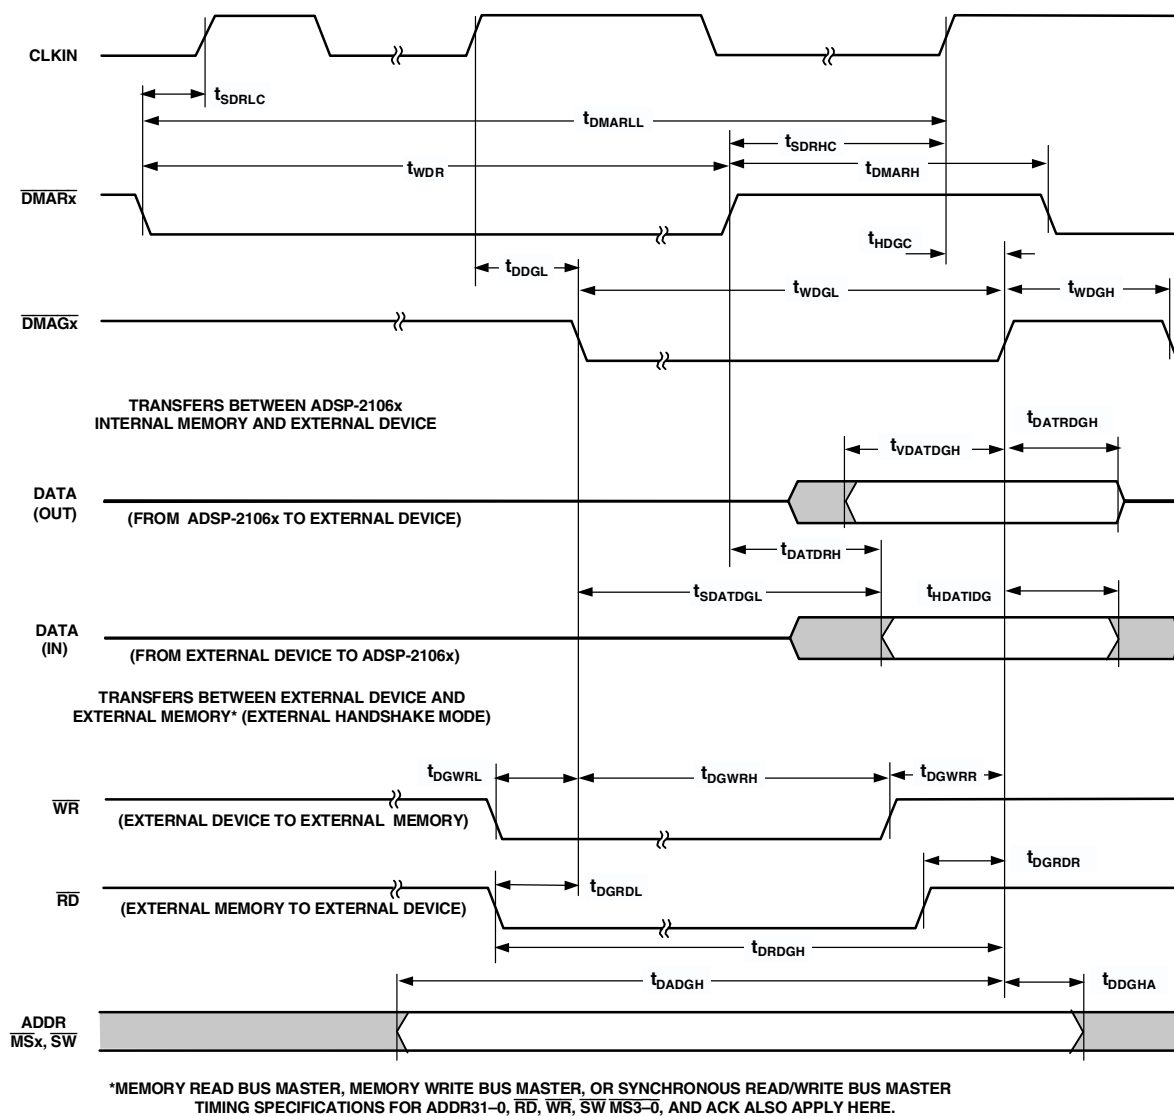 CLKIN
tSDRLC
tDMARLL
tSDRHC
tWDR
tDMARH
DMARx
tHDGC
tDDGL
tWDGL
tWDGH
DMAGx
TRANSFERS BETWEEN ADSP-2106x
INTERNAL MEMORY AND EXTERNAL DEVICE
tDATRDGH
tVDATDGH
DATA
(OUT)
(FROM ADSP-2106x TO EXTERNAL DEVICE)
tDATDRH
tSDATDGL
tHDATIDG
DATA
(IN)
(FROM EXTERNAL DEVICE TO ADSP-2106x)
TRANSFERS BETWEEN EXTERNAL DEVICE AND
EXTERNAL MEMORY* (EXTERNAL HANDSHAKE MODE)
tDGWRL
tDGWRH
tDGWRR
WR
(EXTERNAL DEVICE TO EXTERNAL MEMORY)
tDGRDR
tDGRDL
RD
(EXTERNAL MEMORY TO EXTERNAL DEVICE)
tDRDGH
tDADGH
tDDGHA
ADDR
MSx, SW
*MEMORY READ BUS MASTER, MEMORY WRITE BUS MASTER, OR SYNCHRONOUS READ/WRITE BUS MASTER
TIMING SPECIFICATIONS FOR ADDR31–0, RD, WR, SW MS3–0, AND ACK ALSO APPLY HERE.